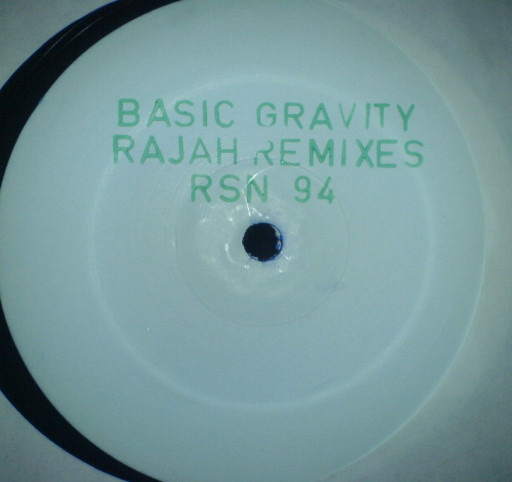 BASIC GRAVITY
RAJAH REMIXES
RSN 94